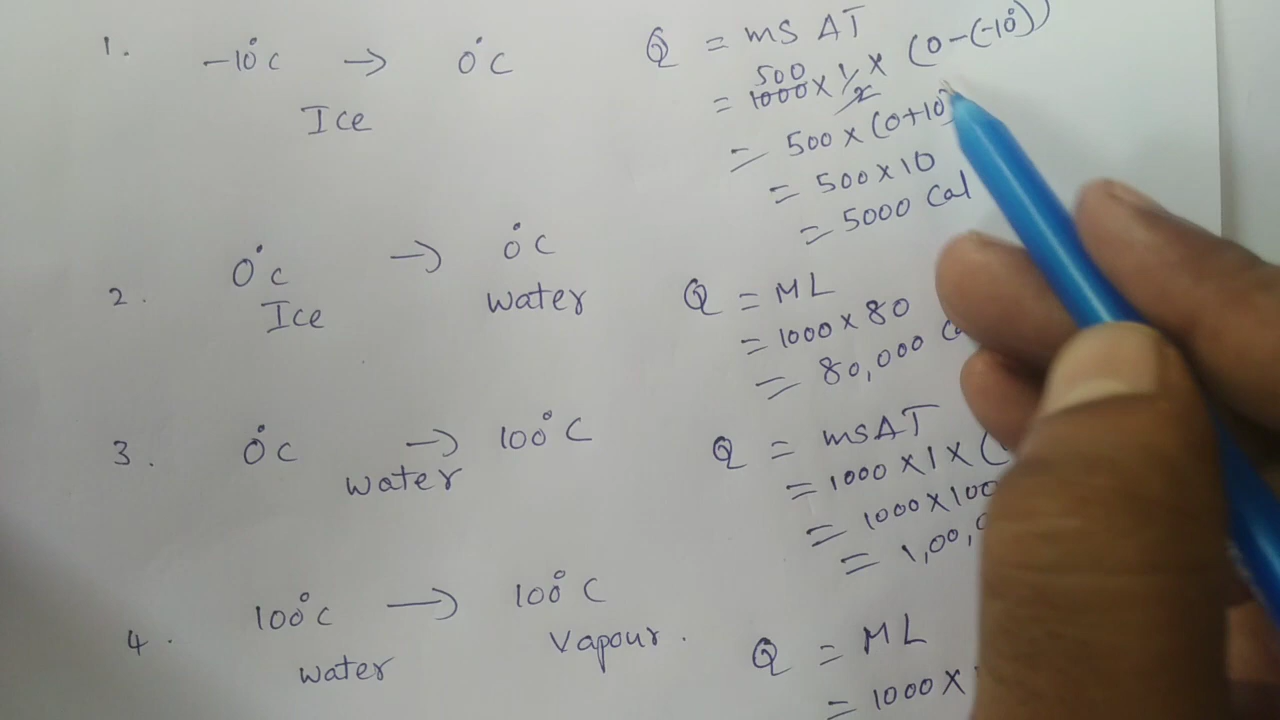 1. -10°C → 0°C
Ice
Q = ms ΔT
500
= 1000 × 1/2 × (0-(-10°))
= 500 × (0+10°
= 500 × 10
= 5000 Cal
2. 0°C → 0°C
Ice water
Q = ML
= 1000 × 80
= 80,000
3. 0°C → 100°C
water
Q = msΔT
= 1000 × 1 × (
= 1000 × 100
= 1,00,
4. 100°C → 100°C
water Vapour.
Q = ML
= 1000 ×